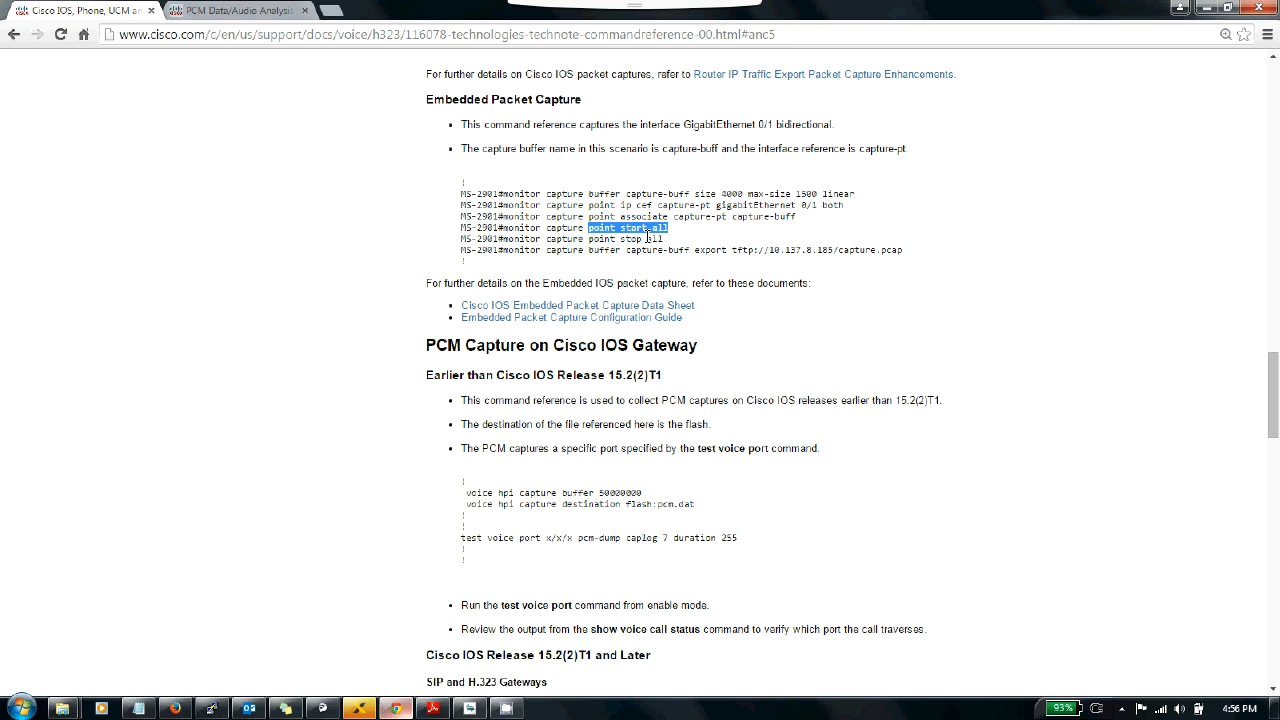 Cisco IOS, Phone, UCM an
PCM Data/Audio Analysis
www.cisco.com/c/en/us/support/docs/voice/h323/116078-technologies-technote-commandreference-00.html#anc5
For further details on Cisco IOS packet captures, refer to Router IP Traffic Export Packet Capture Enhancements.
Embedded Packet Capture
This command reference captures the interface GigabitEthernet 0/1 bidirectional.
The capture buffer name in this scenario is capture-buff and the interface reference is capture-pt.
!
MS-2901#monitor capture buffer capture-buff size 4000 max-size 1500 linear
MS-2901#monitor capture point ip cef capture-pt gigabitEthernet 0/1 both
MS-2901#monitor capture point associate capture-pt capture-buff
MS-2901#monitor capture point start all
MS-2901#monitor capture point stop all
MS-2901#monitor capture buffer capture-buff export tftp://10.137.8.185/capture.pcap
!
For further details on the Embedded IOS packet capture, refer to these documents:
Cisco IOS Embedded Packet Capture Data Sheet
Embedded Packet Capture Configuration Guide
PCM Capture on Cisco IOS Gateway
Earlier than Cisco IOS Release 15.2(2)T1
This command reference is used to collect PCM captures on Cisco IOS releases earlier than 15.2(2)T1.
The destination of the file referenced here is the flash.
The PCM captures a specific port specified by the test voice port command.
!
voice hpi capture buffer 50000000
voice hpi capture destination flash:pcm.dat
!
!
test voice port x/x/x pcm-dump caplog 7 duration 255
!
!
Run the test voice port command from enable mode.
Review the output from the show voice call status command to verify which port the call traverses.
Cisco IOS Release 15.2(2)T1 and Later
SIP and H.323 Gateways
93%
4:56 PM